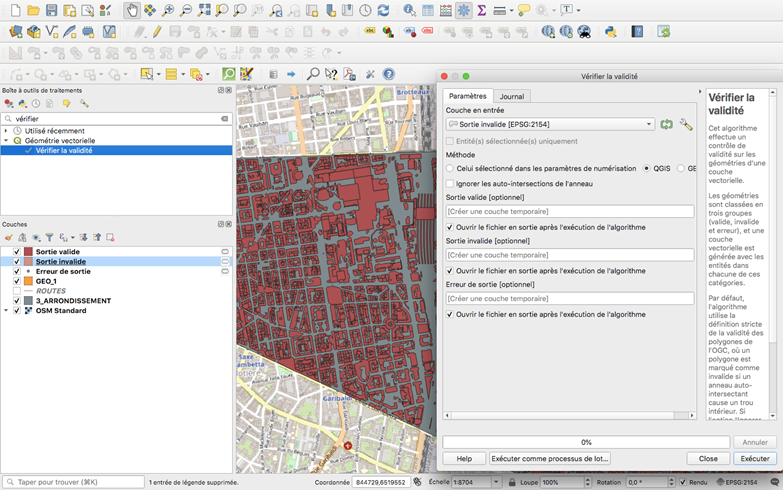 Boîte à outils de traitements
vérifier
Utilisé récemment
Géométrie vectorielle
Vérifier la validité
Couches
Sortie valide
Sortie invalide
Erreur de sortie
GEO_1
ROUTES
3_ARRONDISSEMENT
OSM Standard
Brotteaux
Rue Vauban
Saxe
Gambetta
Garibaldi
Vérifier la validité
Paramètres
Journal
Couche en entrée
Sortie invalide [EPSG:2154]
Entité(s) sélectionnée(s) uniquement
Méthode
Celui sélectionné dans les paramètres de numérisation
QGIS
GE
Ignorer les auto-intersections de l'anneau
Sortie valide [optionnel]
[Créer une couche temporaire]
Ouvrir le fichier en sortie après l'exécution de l'algorithme
Sortie invalide [optionnel]
[Créer une couche temporaire]
Ouvrir le fichier en sortie après l'exécution de l'algorithme
Erreur de sortie [optionnel]
[Créer une couche temporaire]
Ouvrir le fichier en sortie après l'exécution de l'algorithme
0%
Annuler
Help
Exécuter comme processus de lot...
Close
Exécuter
Vérifier la
validité
Cet algorithme
effectue un
contrôle de
validité sur les
géométries d'une
couche
vectorielle.
Les géométries
sont classées en
trois groupes
(valide, invalide
et erreur), et une
couche vectorielle
est générée avec
les entités dans
chacune de ces
catégories.
Par défaut,
l'algorithme
utilise la
définition stricte
de la validité des
polygones de
l'OGC, où un
polygone est
marqué comme
invalide si un
anneau auto-
intersectant
cause un trou
intérieur. Si
Taper pour trouver (⌘K)
1 entrée de légende supprimée.
Coordonnée
844729,6519552
Échelle
1:8704
Loupe
100%
Rotation
0,0 °
Rendu
EPSG:2154